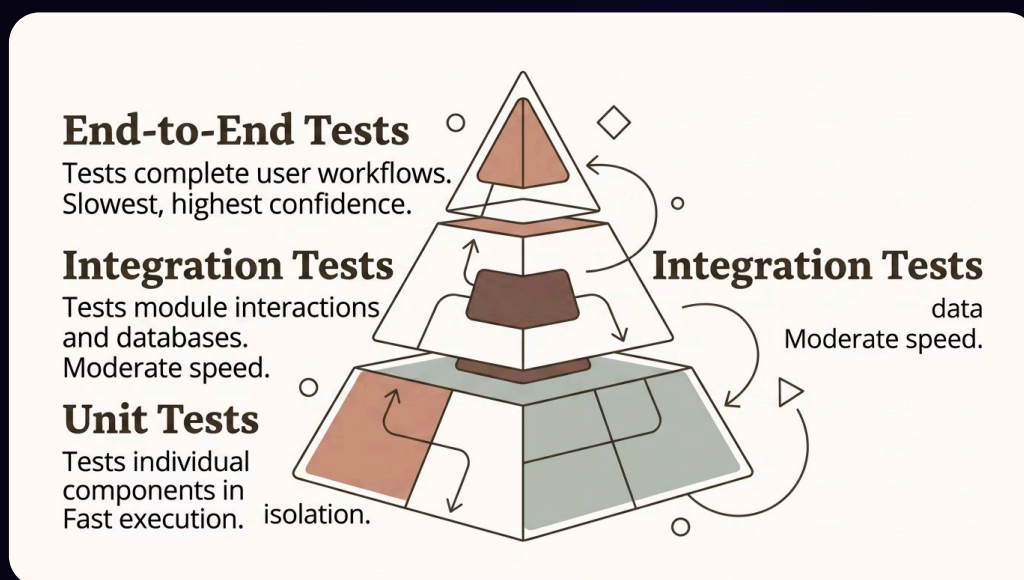 End-to-End Tests
Tests complete user workflows.
Slowest, highest confidence.
Integration Tests
Tests module interactions
and databases.
Moderate speed.
Unit Tests
Tests individual
components in
Fast execution.
isolation.
Integration Tests
data
Moderate speed.